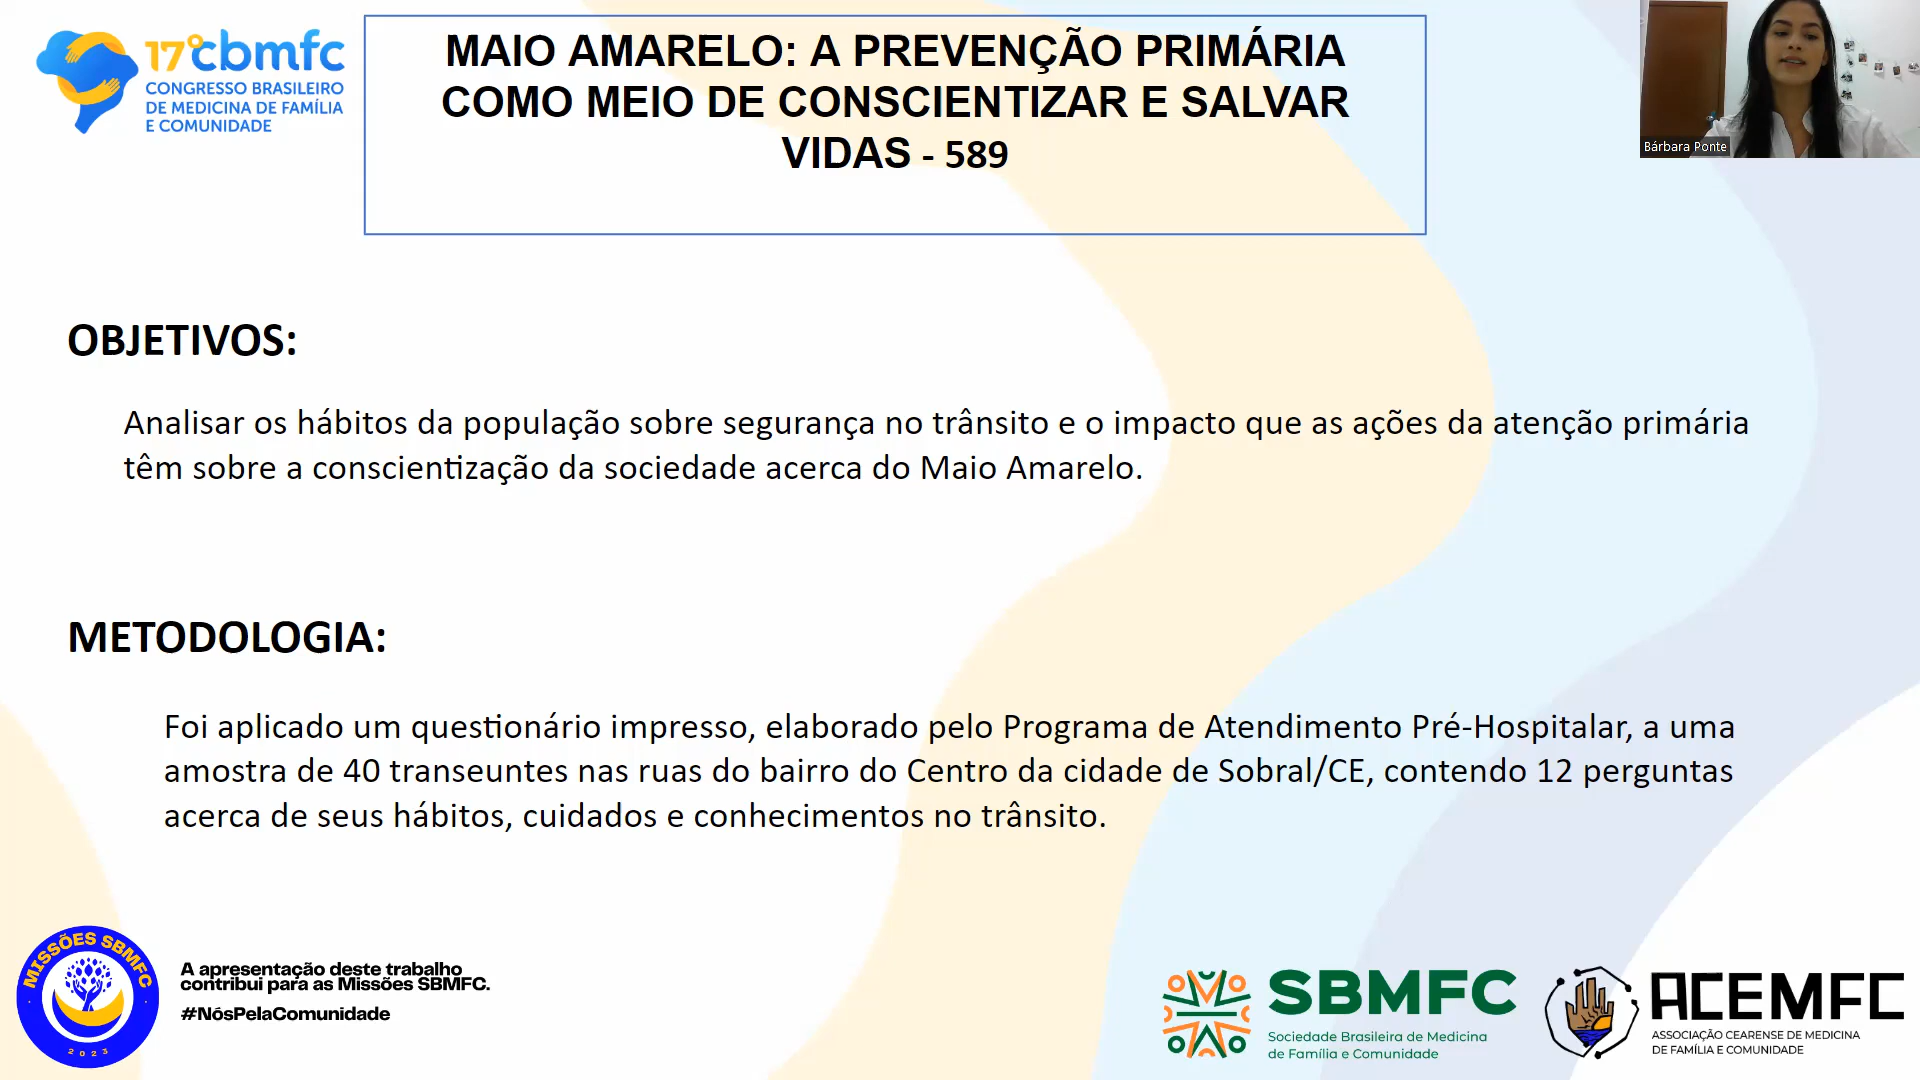 17º cbmfc
CONGRESSO BRASILEIRO
DE MEDICINA DE FAMÍLIA
E COMUNIDADE
MAIO AMARELO: A PREVENÇÃO PRIMÁRIA
COMO MEIO DE CONSCIENTIZAR E SALVAR
VIDAS - 589
Bárbara Ponte
OBJETIVOS:
Analisar os hábitos da população sobre segurança no trânsito e o impacto que as ações da atenção primária
têm sobre a conscientização da sociedade acerca do Maio Amarelo.
METODOLOGIA:
Foi aplicado um questionário impresso, elaborado pelo Programa de Atendimento Pré-Hospitalar, a uma
amostra de 40 transeuntes nas ruas do bairro do Centro da cidade de Sobral/CE, contendo 12 perguntas
acerca de seus hábitos, cuidados e conhecimentos no trânsito.
MISSÕES SBMFC
2023
A apresentação deste trabalho
contribui para as Missões SBMFC.
#NósPelaComunidade
SBMFC
Sociedade Brasileira de Medicina
de Família e Comunidade
ACEMFC
ASSOCIAÇÃO CEARENSE DE MEDICINA
DE FAMÍLIA E COMUNIDADE